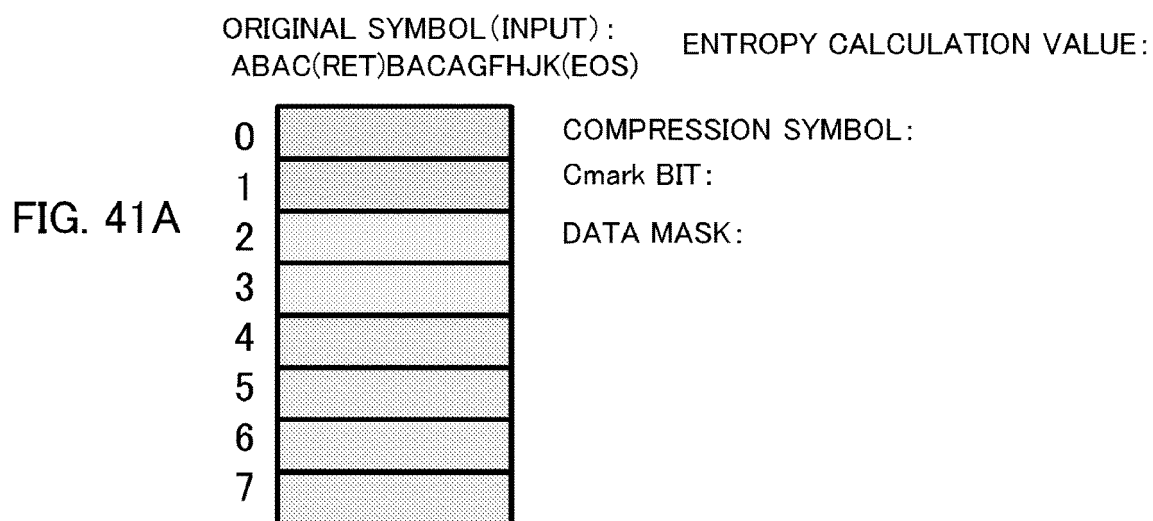 ORIGINAL SYMBOL(INPUT):
ABAC(RET)BACAGFHJK(EOS)
ENTROPY CALCULATION VALUE:
FIG. 41A
0
1
2
3
4
5
6
7
COMPRESSION SYMBOL:
Cmark BIT:
DATA MASK: